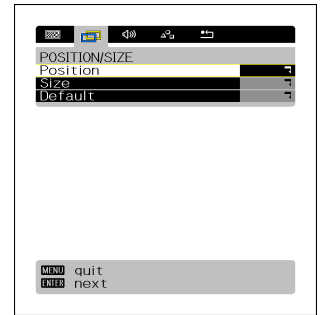 POSITION/SIZE
Position
Size
Default
MENU quit
ENTER next